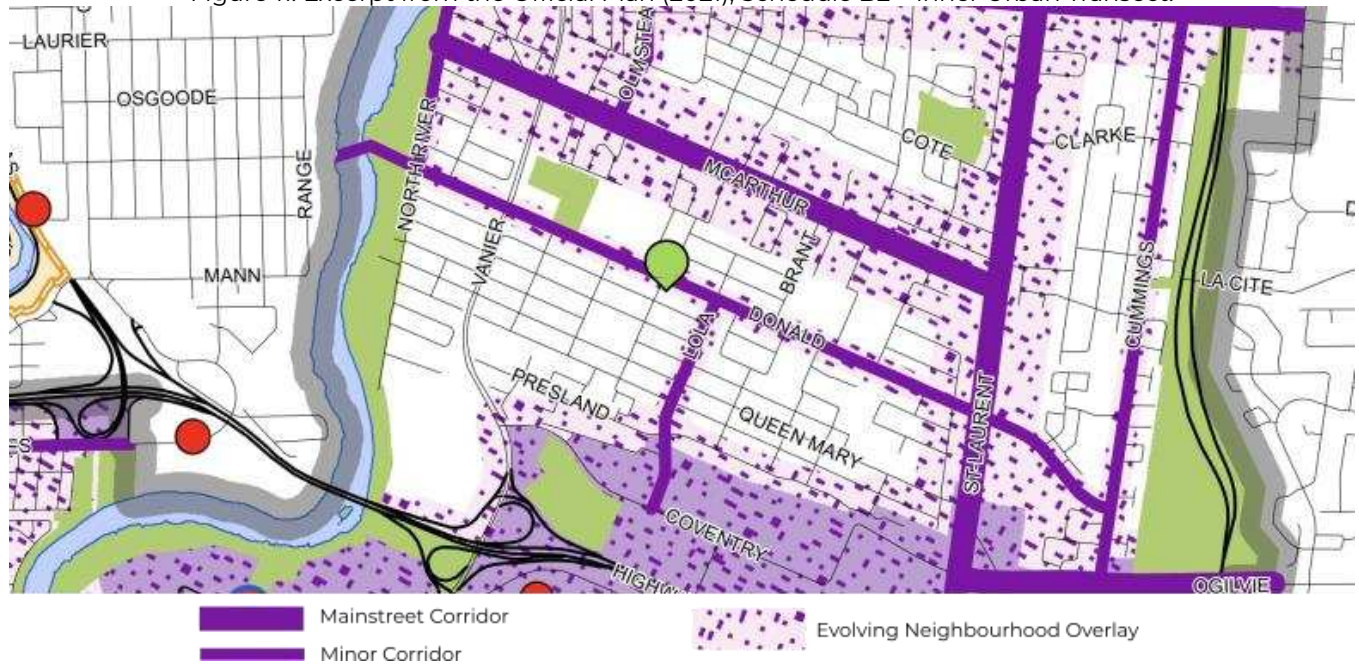 LAURIER
OSGOODE
RANGE
MANN
NORTH RIVER
VANIER
OLMSTEA
MCARTHUR
BRANT
COTE
CLARKE
CUMMINGS
LA CITE
DONALD
LOLA
ST-LAURENT
PRESLAND
QUEEN MARY
COVENTRY
OGILVIE
Mainstreet Corridor
Minor Corridor
Evolving Neighbourhood Overlay